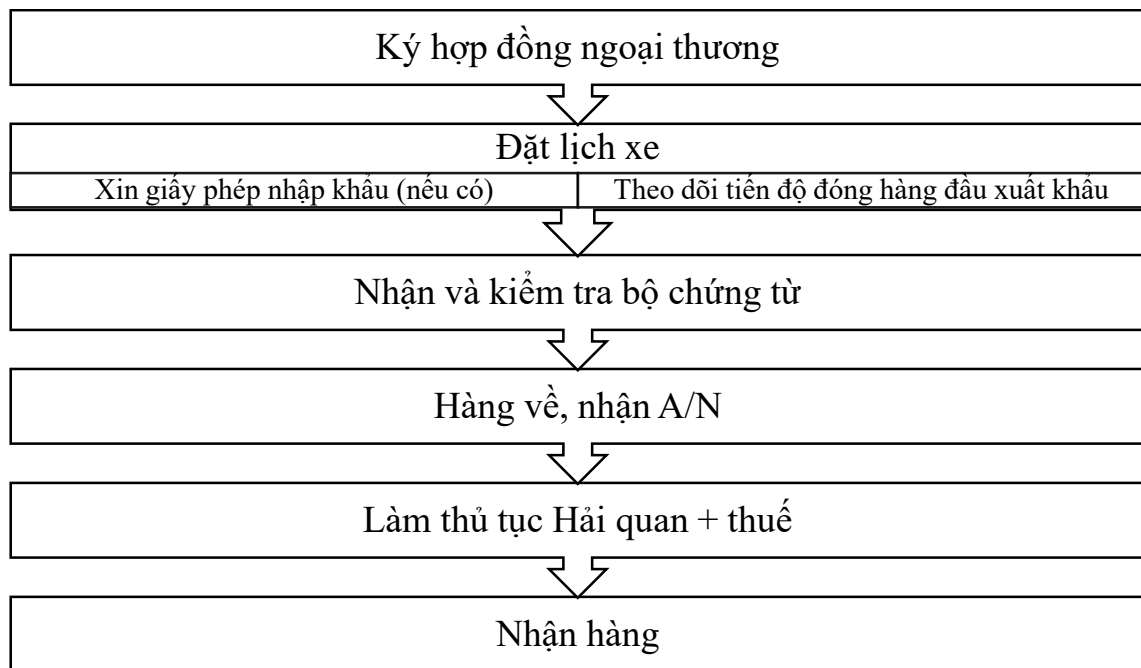 Ký hợp đồng ngoại thương
Đặt lịch xe
Xin giấy phép nhập khẩu (nếu có)
Theo dõi tiến độ đóng hàng đầu xuất khẩu
Nhận và kiểm tra bộ chứng từ
Hàng về, nhận A/N
Làm thủ tục Hải quan + thuế
Nhận hàng